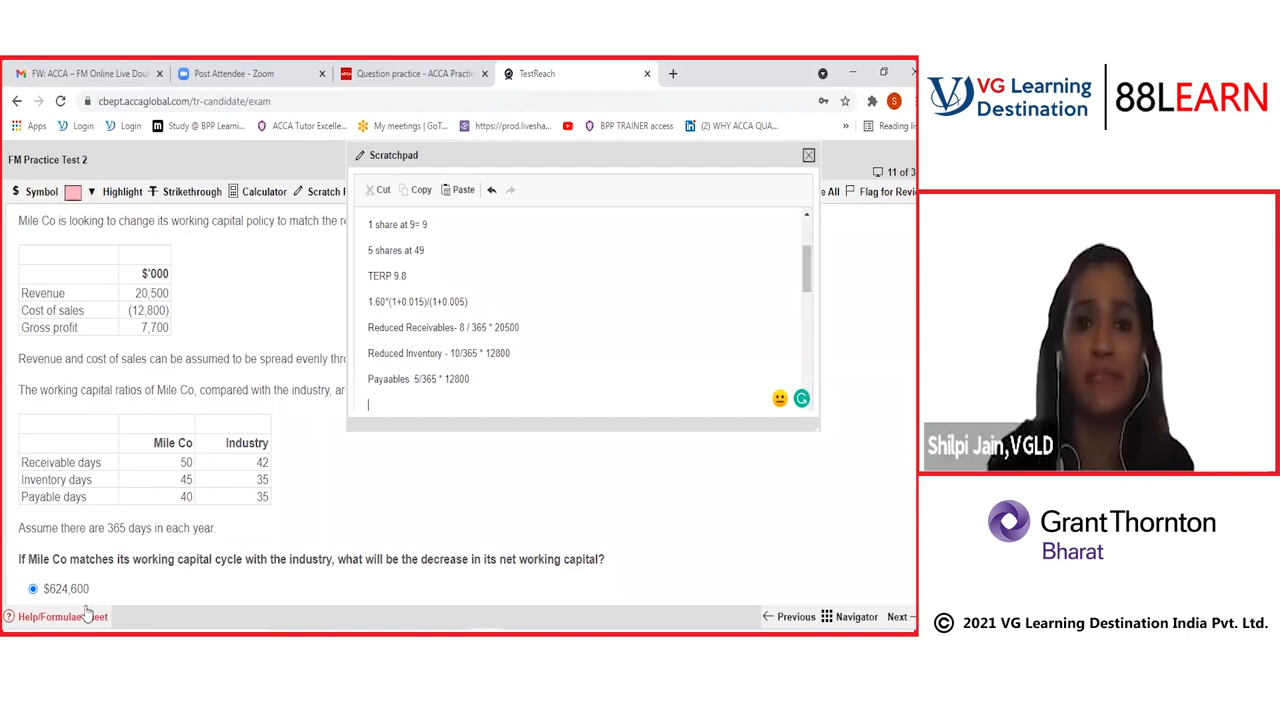 FW: ACCA – FM Online Live Dou
Post Attendee - Zoom
Question practice - ACCA Practic
TestReach
cbept.accaglobal.com/tr-candidate/exam
Apps
Login
Login
Study @ BPP Learni...
ACCA Tutor Excelle...
My meetings | GoT...
https://prod.livesha...
BPP TRAINER access
(2) WHY ACCA QUA...
»
Reading lis
FM Practice Test 2
11 of 3
$ Symbol
Highlight
Strikethrough
Calculator
Scratch
e All
Flag for Revie
Mile Co is looking to change its working capital policy to match the
$'000
Revenue 20,500
Cost of sales (12,800)
Gross profit 7,700
Revenue and cost of sales can be assumed to be spread evenly
The working capital ratios of Mile Co, compared with the industry,
Mile Co Industry
Receivable days 50 42
Inventory days 45 35
Payable days 40 35
Assume there are 365 days in each year.
If Mile Co matches its working capital cycle with the industry, what will be the decrease in its net working capital?
$624,600
Help/Formulae
Previous
Navigator
Next
Scratchpad
Cut Copy Paste
1 share at 9= 9
5 shares at 49
TERP 9.8
1.60*(1+0.015)/(1+0.005)
Reduced Receivables- 8 / 365 * 20500
Reduced Inventory - 10/365 * 12800
Payaables 5/365 * 12800
VG Learning
Destination
88LEARN
Shilpi Jain,VGLD
Grant Thornton
Bharat
© 2021 VG Learning Destination India Pvt. Ltd.